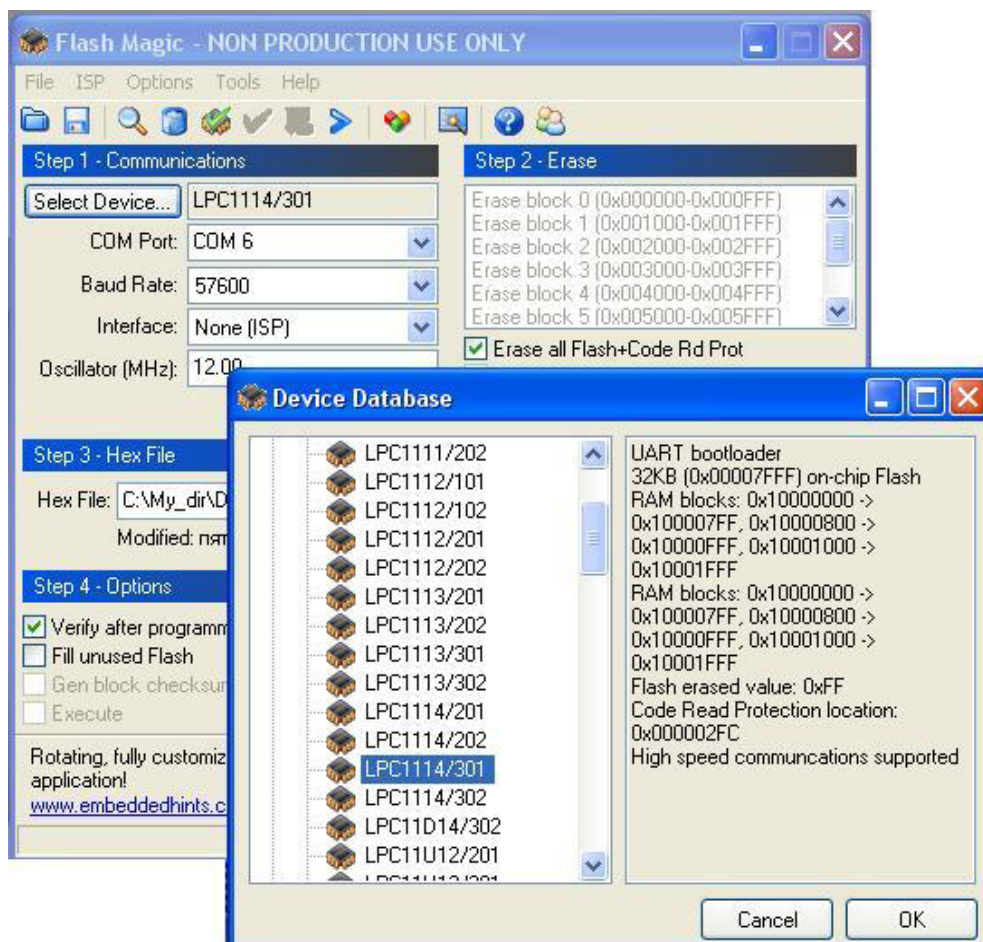 Flash Magic - NON PRODUCTION USE ONLY
File ISP Options Tools Help
Step 1 - Communications
Select Device... LPC1114/301
COM Port: COM 6
Baud Rate: 57600
Interface: None (ISP)
Oscillator (MHz): 12.00
Step 2 - Erase
Erase block 0 (0x000000-0x000FFF)
Erase block 1 (0x001000-0x001FFF)
Erase block 2 (0x002000-0x002FFF)
Erase block 3 (0x003000-0x003FFF)
Erase block 4 (0x004000-0x004FFF)
Erase block 5 (0x005000-0x005FFF)
Erase all Flash+Code Rd Prot
Step 3 - Hex File
Hex File: C:\My_dir\D
Modified: пят
Step 4 - Options
Verify after programm
Fill unused Flash
Gen block checksum
Execute
Rotating, fully customiz
application!
www.embeddedhints.c
Device Database
LPC1111/202
LPC1112/101
LPC1112/102
LPC1112/201
LPC1112/202
LPC1113/201
LPC1113/202
LPC1113/301
LPC1113/302
LPC1114/201
LPC1114/202
LPC1114/301
LPC1114/302
LPC11D14/302
LPC11U12/201
UART bootloader
32KB (0x00007FFF) on-chip Flash
RAM blocks: 0x10000000 ->
0x100007FF, 0x10000800 ->
0x10000FFF, 0x10001000 ->
0x10001FFF
RAM blocks: 0x10000000 ->
0x100007FF, 0x10000800 ->
0x10000FFF, 0x10001000 ->
0x10001FFF
Flash erased value: 0xFF
Code Read Protection location:
0x000002FC
High speed communcations supported
Cancel OK